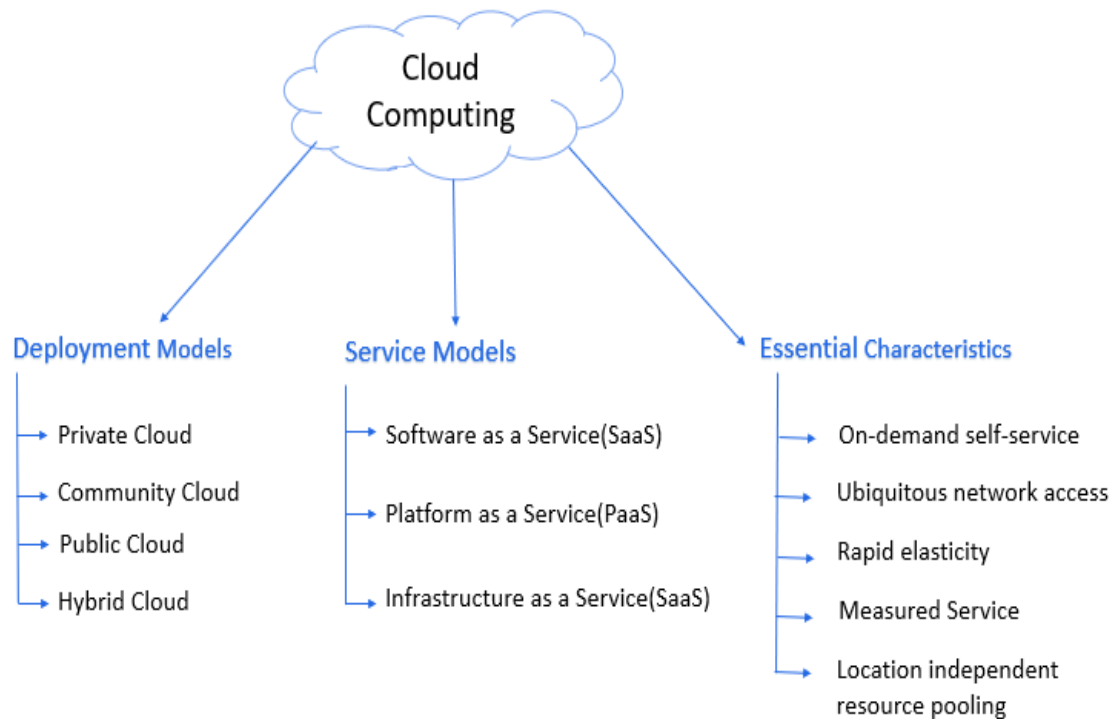 Cloud
Computing
Deployment Models
Private Cloud
Community Cloud
Public Cloud
Hybrid Cloud
Service Models
Software as a Service(SaaS)
Platform as a Service(PaaS)
Infrastructure as a Service(SaaS)
Essential Characteristics
On-demand self-service
Ubiquitous network access
Rapid elasticity
Measured Service
Location independent
resource pooling